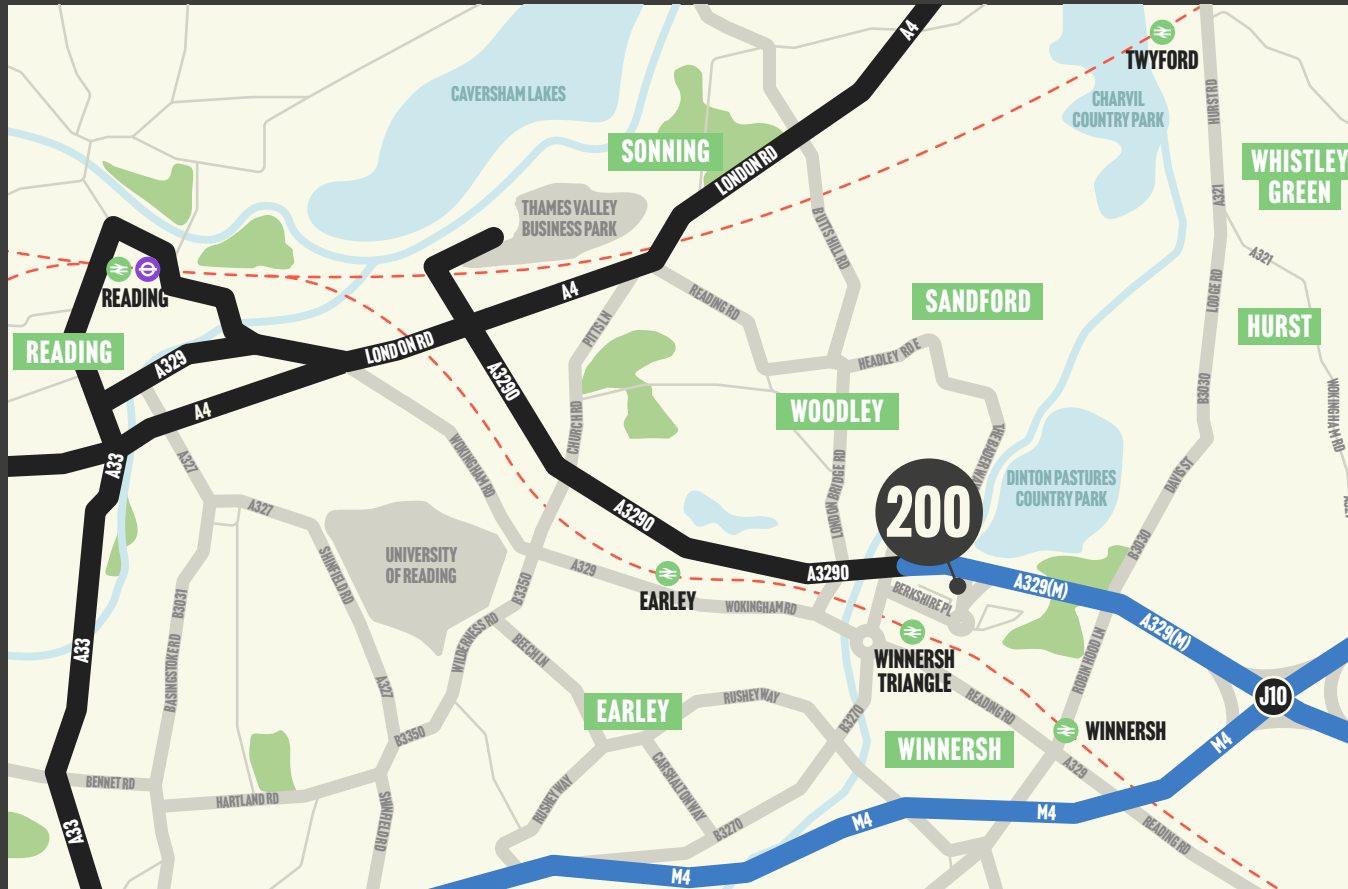 A4
TWYFORD
CAVERSHAM LAKES
CHARVIL
COUNTRY PARK
HURST RD
SONNING
WHISTLEY
GREEN
LONDON RD
A321
THAMES VALLEY
BUSINESS PARK
BUTTS HILL RD
A321
READING
A4
READING RD
SANDFORD
LODGE RD
HURST
PITTS LN
READING
A329
LONDON RD
HEADLEY RD E
A3290
B3030
WOKINGHAM RD
A4
CHURCH RD
WOODLEY
A33
A327
WOKINGHAM RD
LONDON BRIDGE RD
THE BADER WAY
DAVIS ST
DINTON PASTURES
COUNTRY PARK
200
A327
A3290
B3030
SHINFIELD RD
UNIVERSITY
OF READING
A329
EARLEY
A3290
A329(M)
B3350
B3031
WOKINGHAM RD
BERKSHIRE PL
A329(M)
A33
BASINGSTOKE RD
WILDERNESS RD
BEECH LN
WINNERSH
TRIANGLE
ROBIN HOOD LN
A327
J10
EARLEY
RUSHEY WAY
B3270
READING RD
WINNERSH
B3350
WINNERSH
M4
A329
BENNET RD
HARTLAND RD
RUSHEY WAY
CARSHALTON WAY
A33
SHINFIELD RD
B3270
M4
M4
READING RD
M4